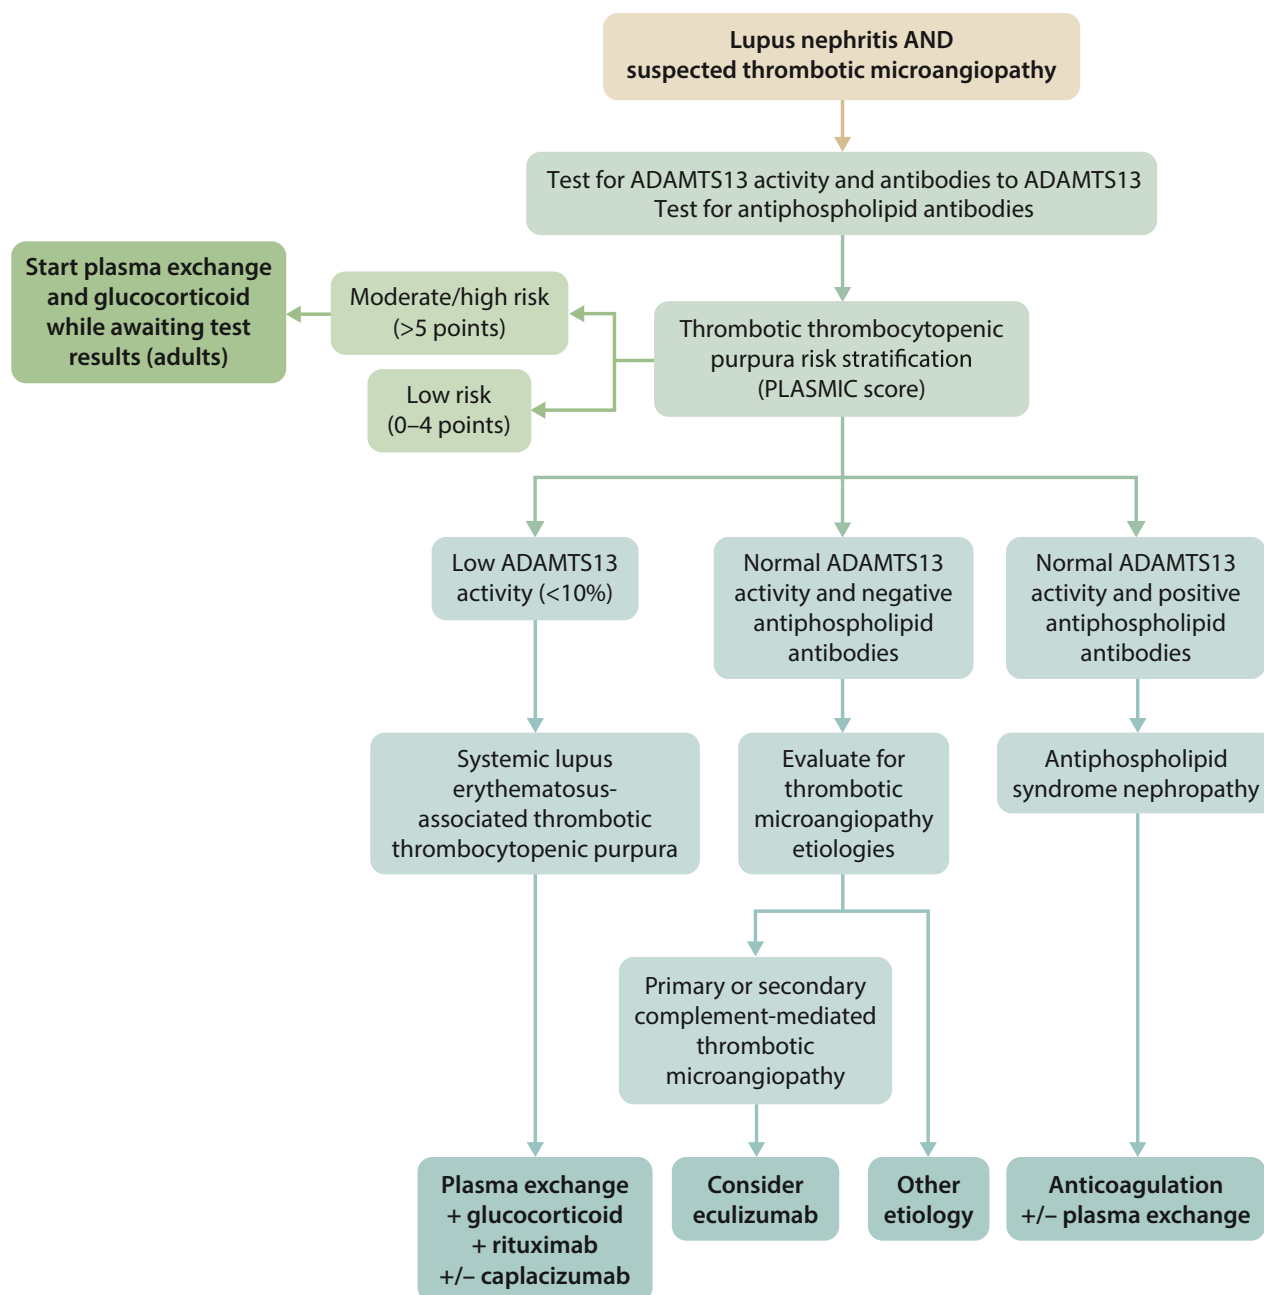 Lupus nephritis AND
suspected thrombotic microangiopathy
Test for ADAMTS13 activity and antibodies to ADAMTS13
Test for antiphospholipid antibodies
Start plasma exchange
and glucocorticoid
while awaiting test
results (adults)
Moderate/high risk
(>5 points)
Low risk
(0–4 points)
Thrombotic thrombocytopenic
purpura risk stratification
(PLASMIC score)
Low ADAMTS13
activity (<10%)
Normal ADAMTS13
activity and negative
antiphospholipid
antibodies
Normal ADAMTS13
activity and positive
antiphospholipid
antibodies
Systemic lupus
erythematosus-
associated thrombotic
thrombocytopenic purpura
Evaluate for
thrombotic
microangiopathy
etiologies
Antiphospholipid
syndrome nephropathy
Primary or secondary
complement-mediated
thrombotic
microangiopathy
Plasma exchange
+ glucocorticoid
+ rituximab
+/– caplacizumab
Consider
eculizumab
Other
etiology
Anticoagulation
+/– plasma exchange